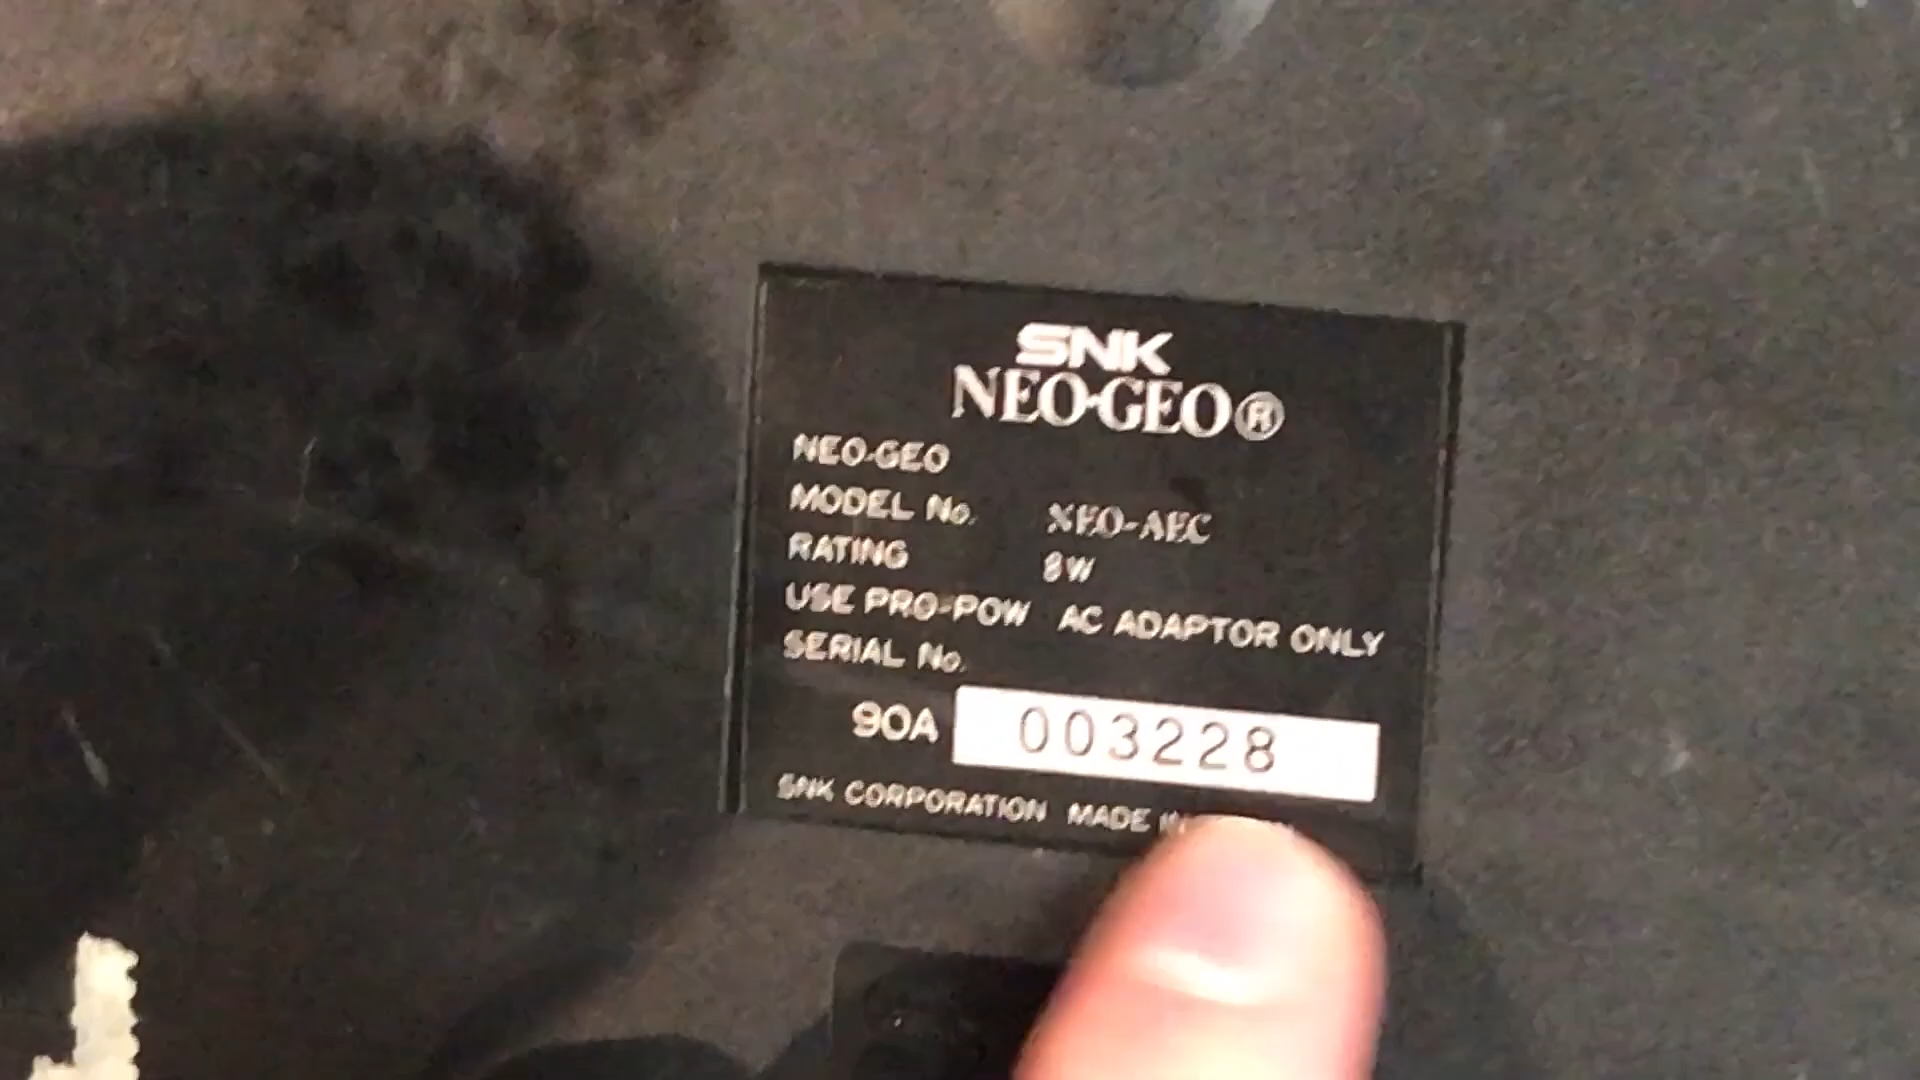 SNK
NEO·GEO®
NEO·GEO
MODEL No. NEO-AEC
RATING 8W
USE PRO-POW AC ADAPTOR ONLY
SERIAL No.
90A 003228
SNK CORPORATION MADE IN